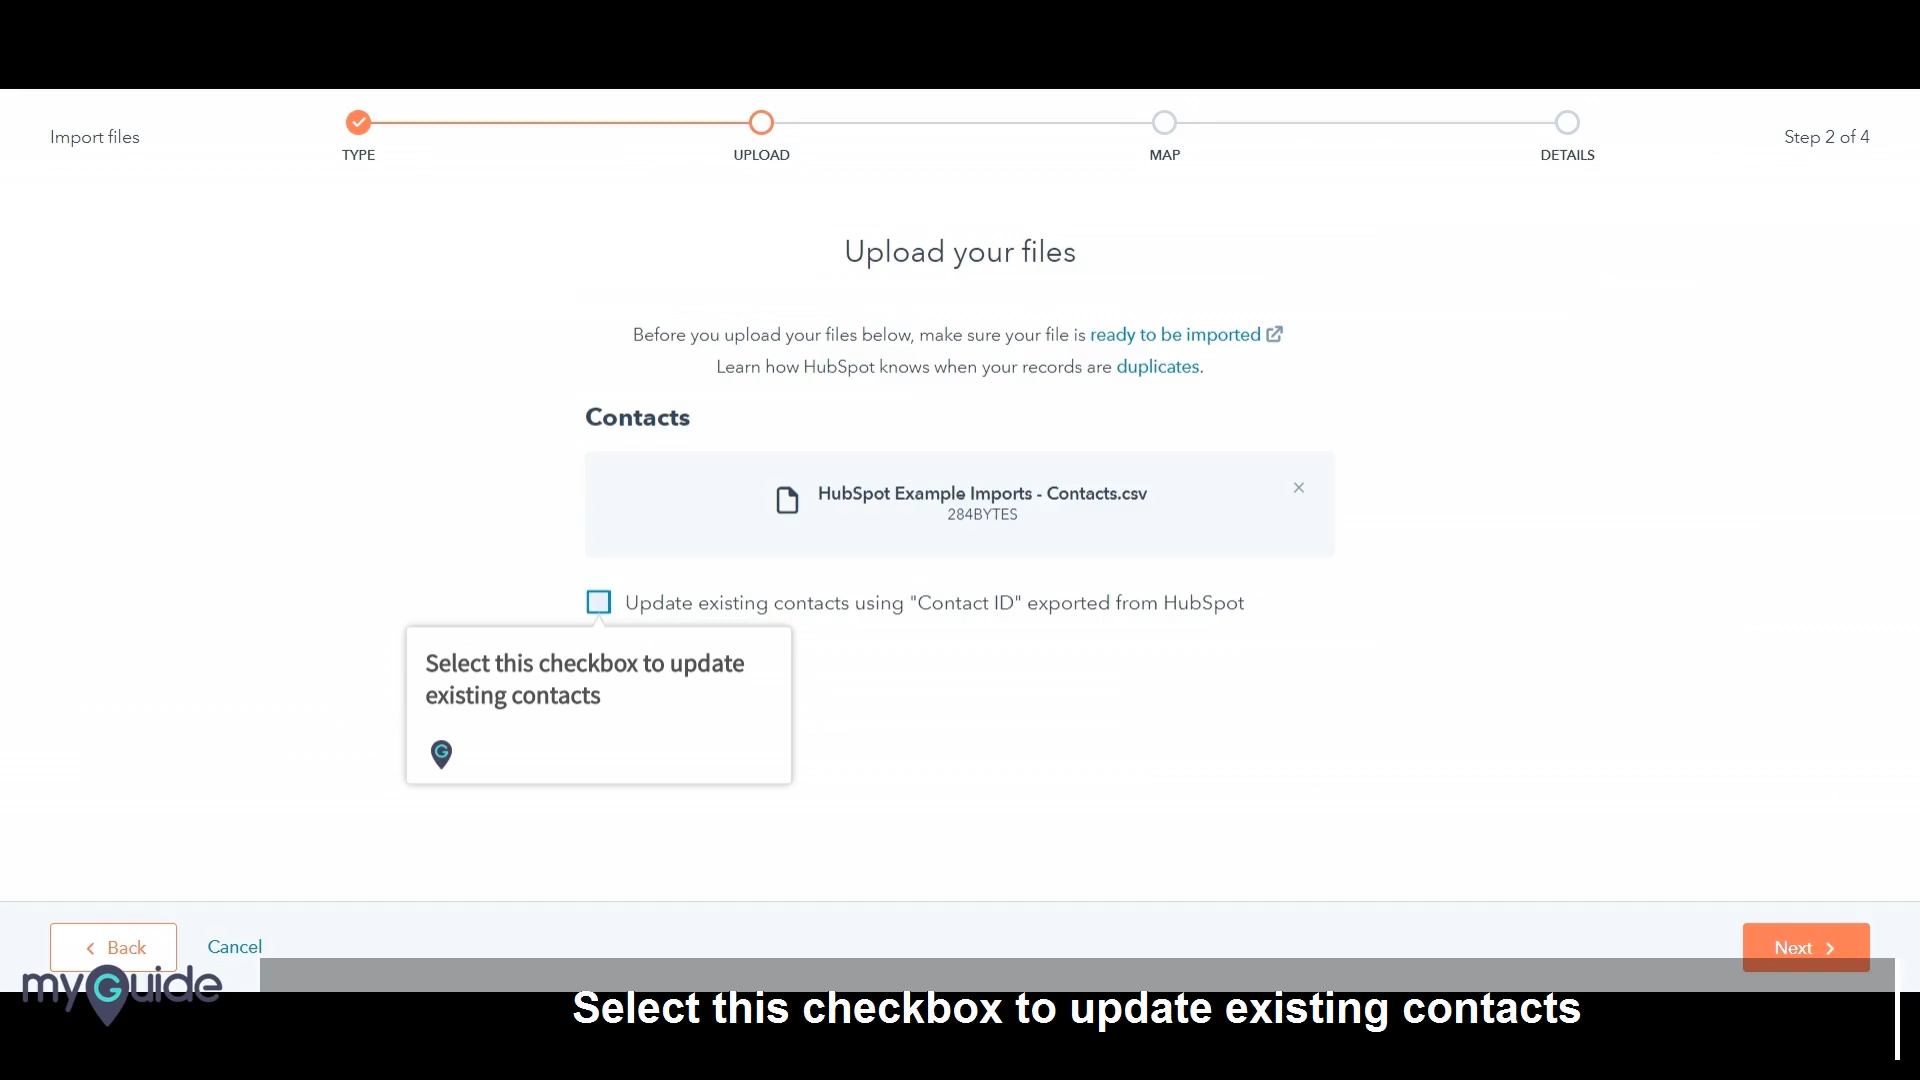 Import files
TYPE
UPLOAD
MAP
DETAILS
Step 2 of 4
Upload your files
Before you upload your files below, make sure your file is ready to be imported
Learn how HubSpot knows when your records are duplicates.
Contacts
HubSpot Example Imports - Contacts.csv
284BYTES
Update existing contacts using "Contact ID" exported from HubSpot
Select this checkbox to update
existing contacts
G
Back
Cancel
Next
myGuide
Select this checkbox to update existing contacts